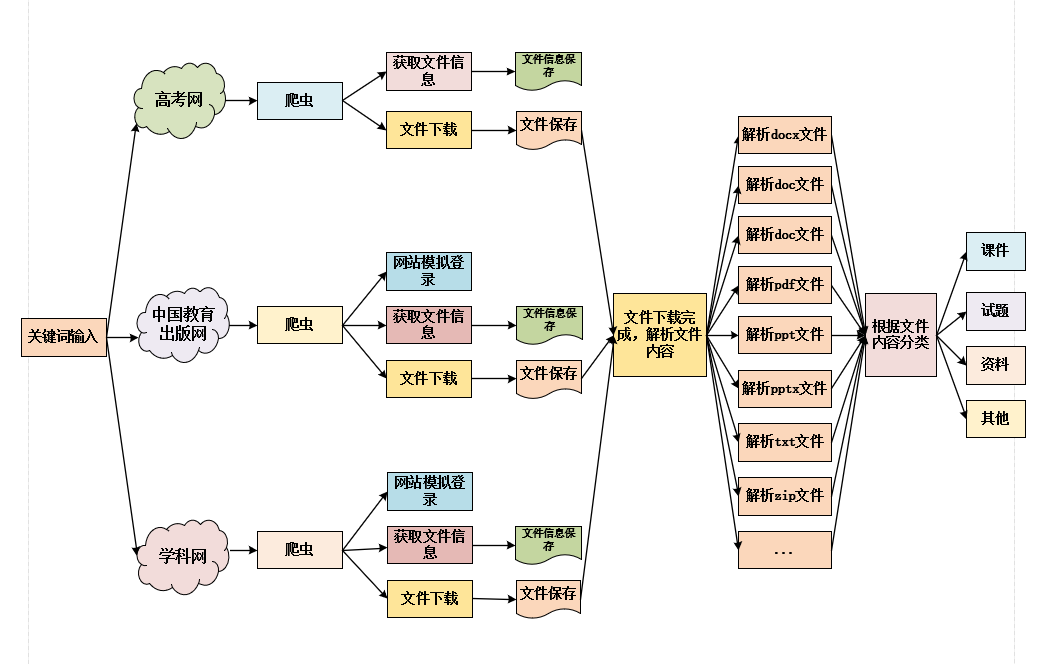 关键词输入
高考网
爬虫
获取文件信
息
文件信息保
存
文件下载
文件保存
中国教育
出版网
爬虫
网站模拟登
录
获取文件信
息
文件信息保
存
文件下载
文件保存
学科网
爬虫
网站模拟登
录
获取文件信
息
文件信息保
存
文件下载
文件保存
文件下载完
成，解析文件
内容
解析docx文件
解析doc文件
解析doc文件
解析pdf文件
解析ppt文件
解析pptx文件
解析txt文件
解析zip文件
...
根据文件
内容分类
课件
试题
资料
其他